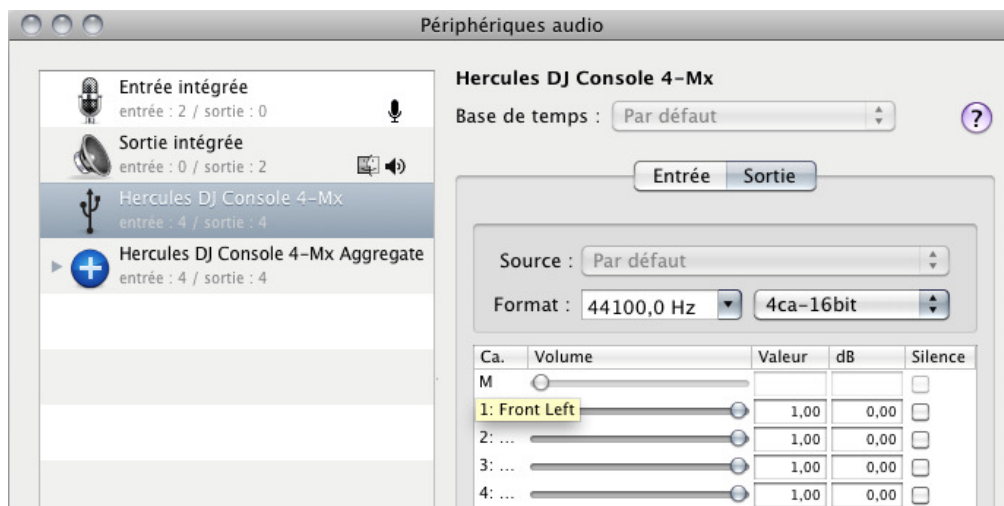 Périphériques audio
Entrée intégrée
entrée : 2 / sortie : 0
Sortie intégrée
entrée : 0 / sortie : 2
Hercules DJ Console 4-Mx
entrée : 4 / sortie : 4
Hercules DJ Console 4-Mx Aggregate
entrée : 4 / sortie : 4
Hercules DJ Console 4-Mx
Base de temps : Par défaut ?
Entrée Sortie
Source : Par défaut
Format : 44100,0 Hz 4ca-16bit
Ca. Volume Valeur dB Silence
M
1: Front Left 1,00 0,00
2: ... 1,00 0,00
3: ... 1,00 0,00
4: ... 1,00 0,00